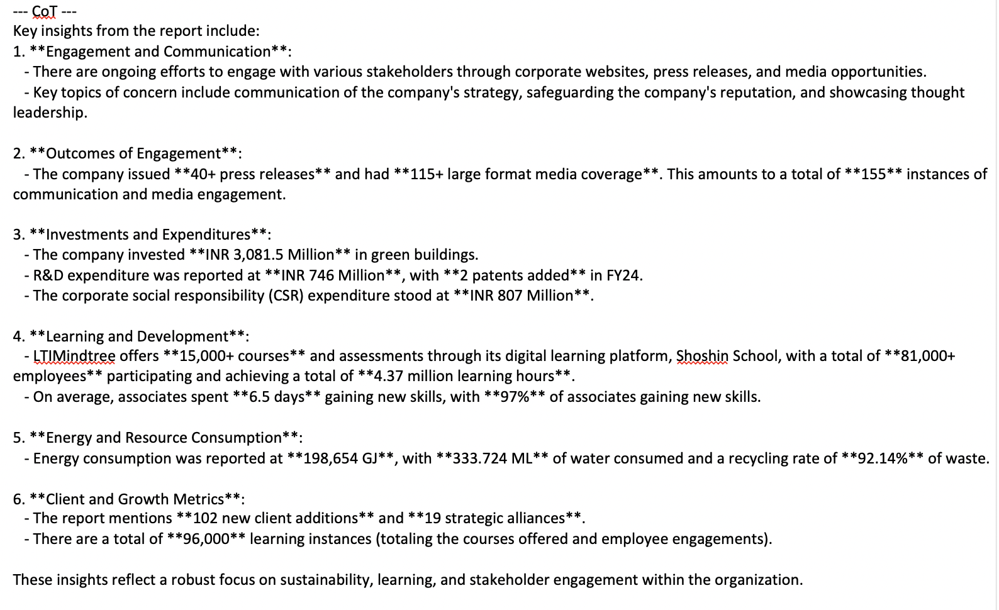 --- CoT ---
Key insights from the report include:
1. **Engagement and Communication**:
- There are ongoing efforts to engage with various stakeholders through corporate websites, press releases, and media opportunities.
- Key topics of concern include communication of the company's strategy, safeguarding the company's reputation, and showcasing thought
leadership.
2. **Outcomes of Engagement**:
- The company issued **40+ press releases** and had **115+ large format media coverage**. This amounts to a total of **155** instances of
communication and media engagement.
3. **Investments and Expenditures**:
- The company invested **INR 3,081.5 Million** in green buildings.
- R&D expenditure was reported at **INR 746 Million**, with **2 patents added** in FY24.
- The corporate social responsibility (CSR) expenditure stood at **INR 807 Million**.
4. **Learning and Development**:
- LTIMindtree offers **15,000+ courses** and assessments through its digital learning platform, Shoshin School, with a total of **81,000+
employees** participating and achieving a total of **4.37 million learning hours**.
- On average, associates spent **6.5 days** gaining new skills, with **97%** of associates gaining new skills.
5. **Energy and Resource Consumption**:
- Energy consumption was reported at **198,654 GJ**, with **333.724 ML** of water consumed and a recycling rate of **92.14%** of waste.
6. **Client and Growth Metrics**:
- The report mentions **102 new client additions** and **19 strategic alliances**.
- There are a total of **96,000** learning instances (totaling the courses offered and employee engagements).
These insights reflect a robust focus on sustainability, learning, and stakeholder engagement within the organization.